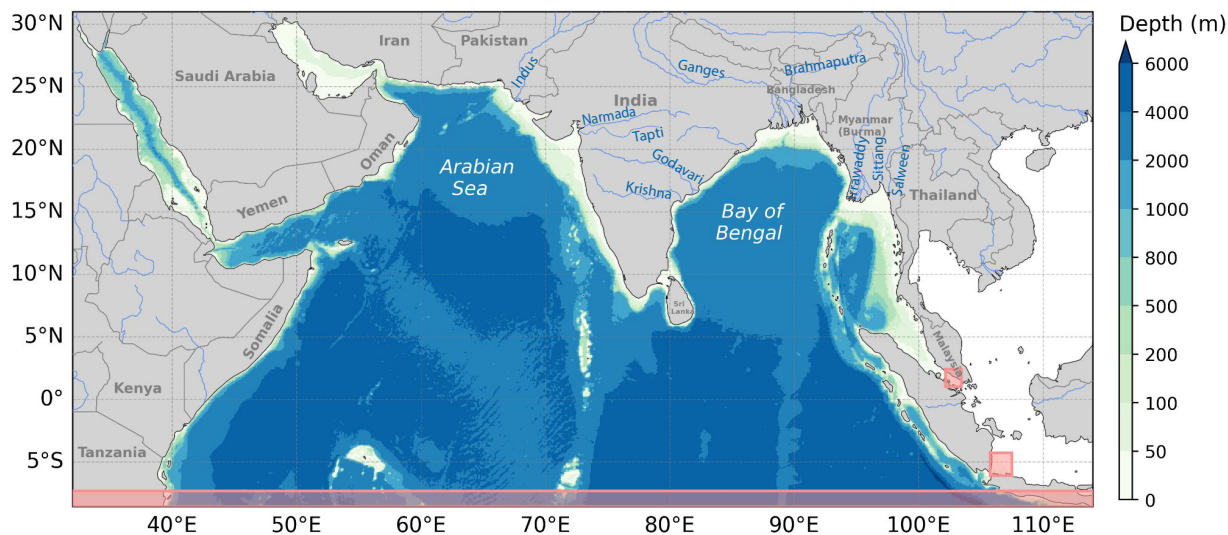 Depth (m)
30°N
25°N
20°N
15°N
10°N
5°N
0°
5°S
40°E
50°E
60°E
70°E
80°E
90°E
100°E
110°E
6000
4000
2000
1000
800
500
200
100
50
0
Iran
Pakistan
Saudi Arabia
Indus
Ganges
Brahmaputra
Bangladesh
India
Narmada
Tapti
Godavari
Krishna
Myanmar
(Burma)
Irrawaddy
Sittang
Salween
Thailand
Oman
Yemen
Arabian
Sea
Bay of
Bengal
Sri
Lanka
Somalia
Malaysia
Kenya
Tanzania